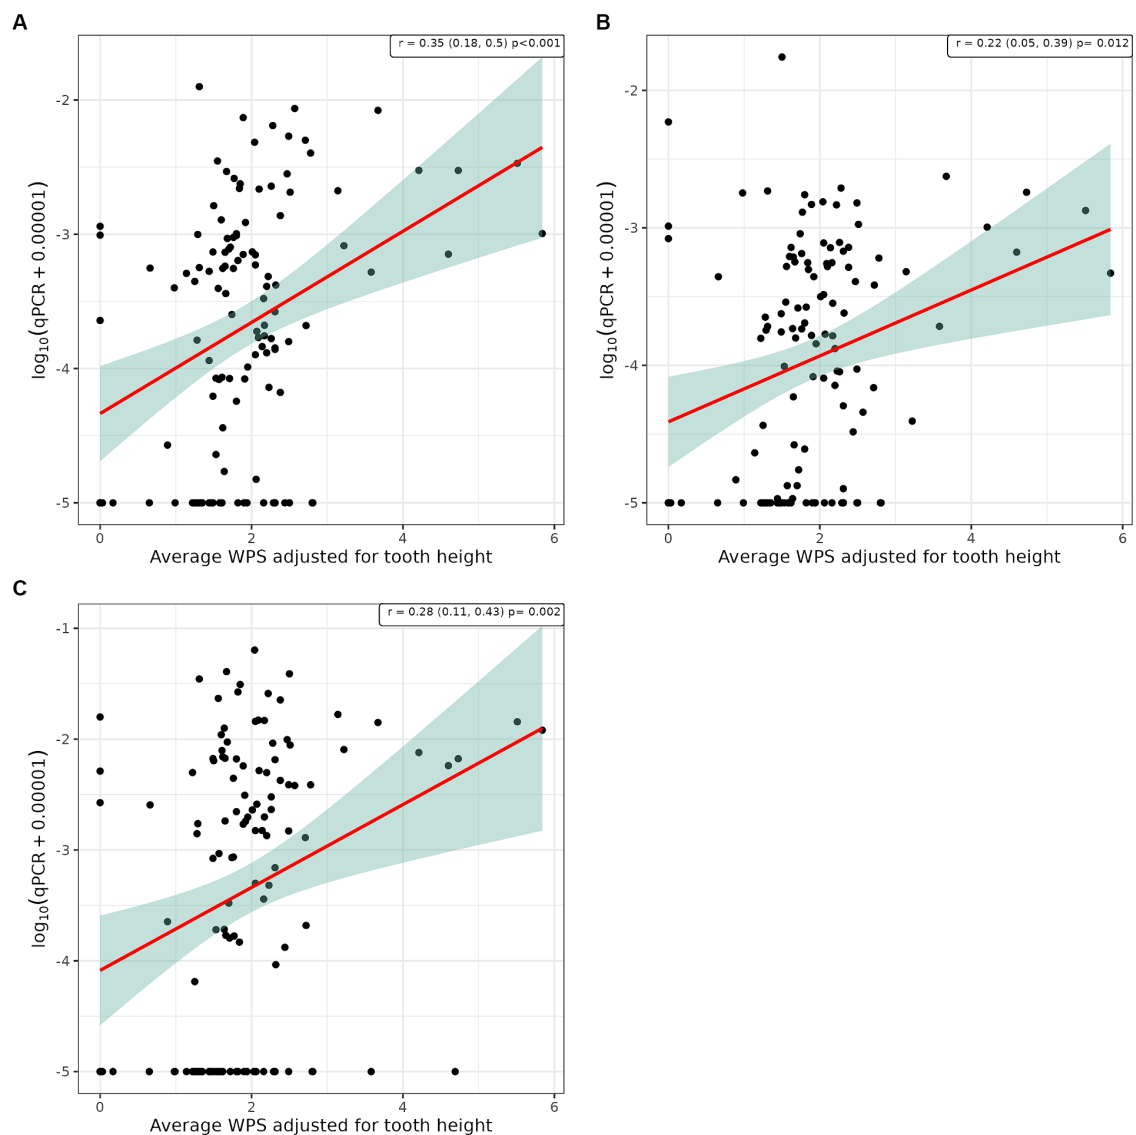 A
r = 0.35 (0.18, 0.5) p<0.001
log10(qPCR + 0.00001)
-2
-3
-4
-5
0 2 4 6
Average WPS adjusted for tooth height
B
r = 0.22 (0.05, 0.39) p= 0.012
log10(qPCR + 0.00001)
-2
-3
-4
-5
0 2 4 6
Average WPS adjusted for tooth height
C
r = 0.28 (0.11, 0.43) p= 0.002
log10(qPCR + 0.00001)
-1
-2
-3
-4
-5
0 2 4 6
Average WPS adjusted for tooth height